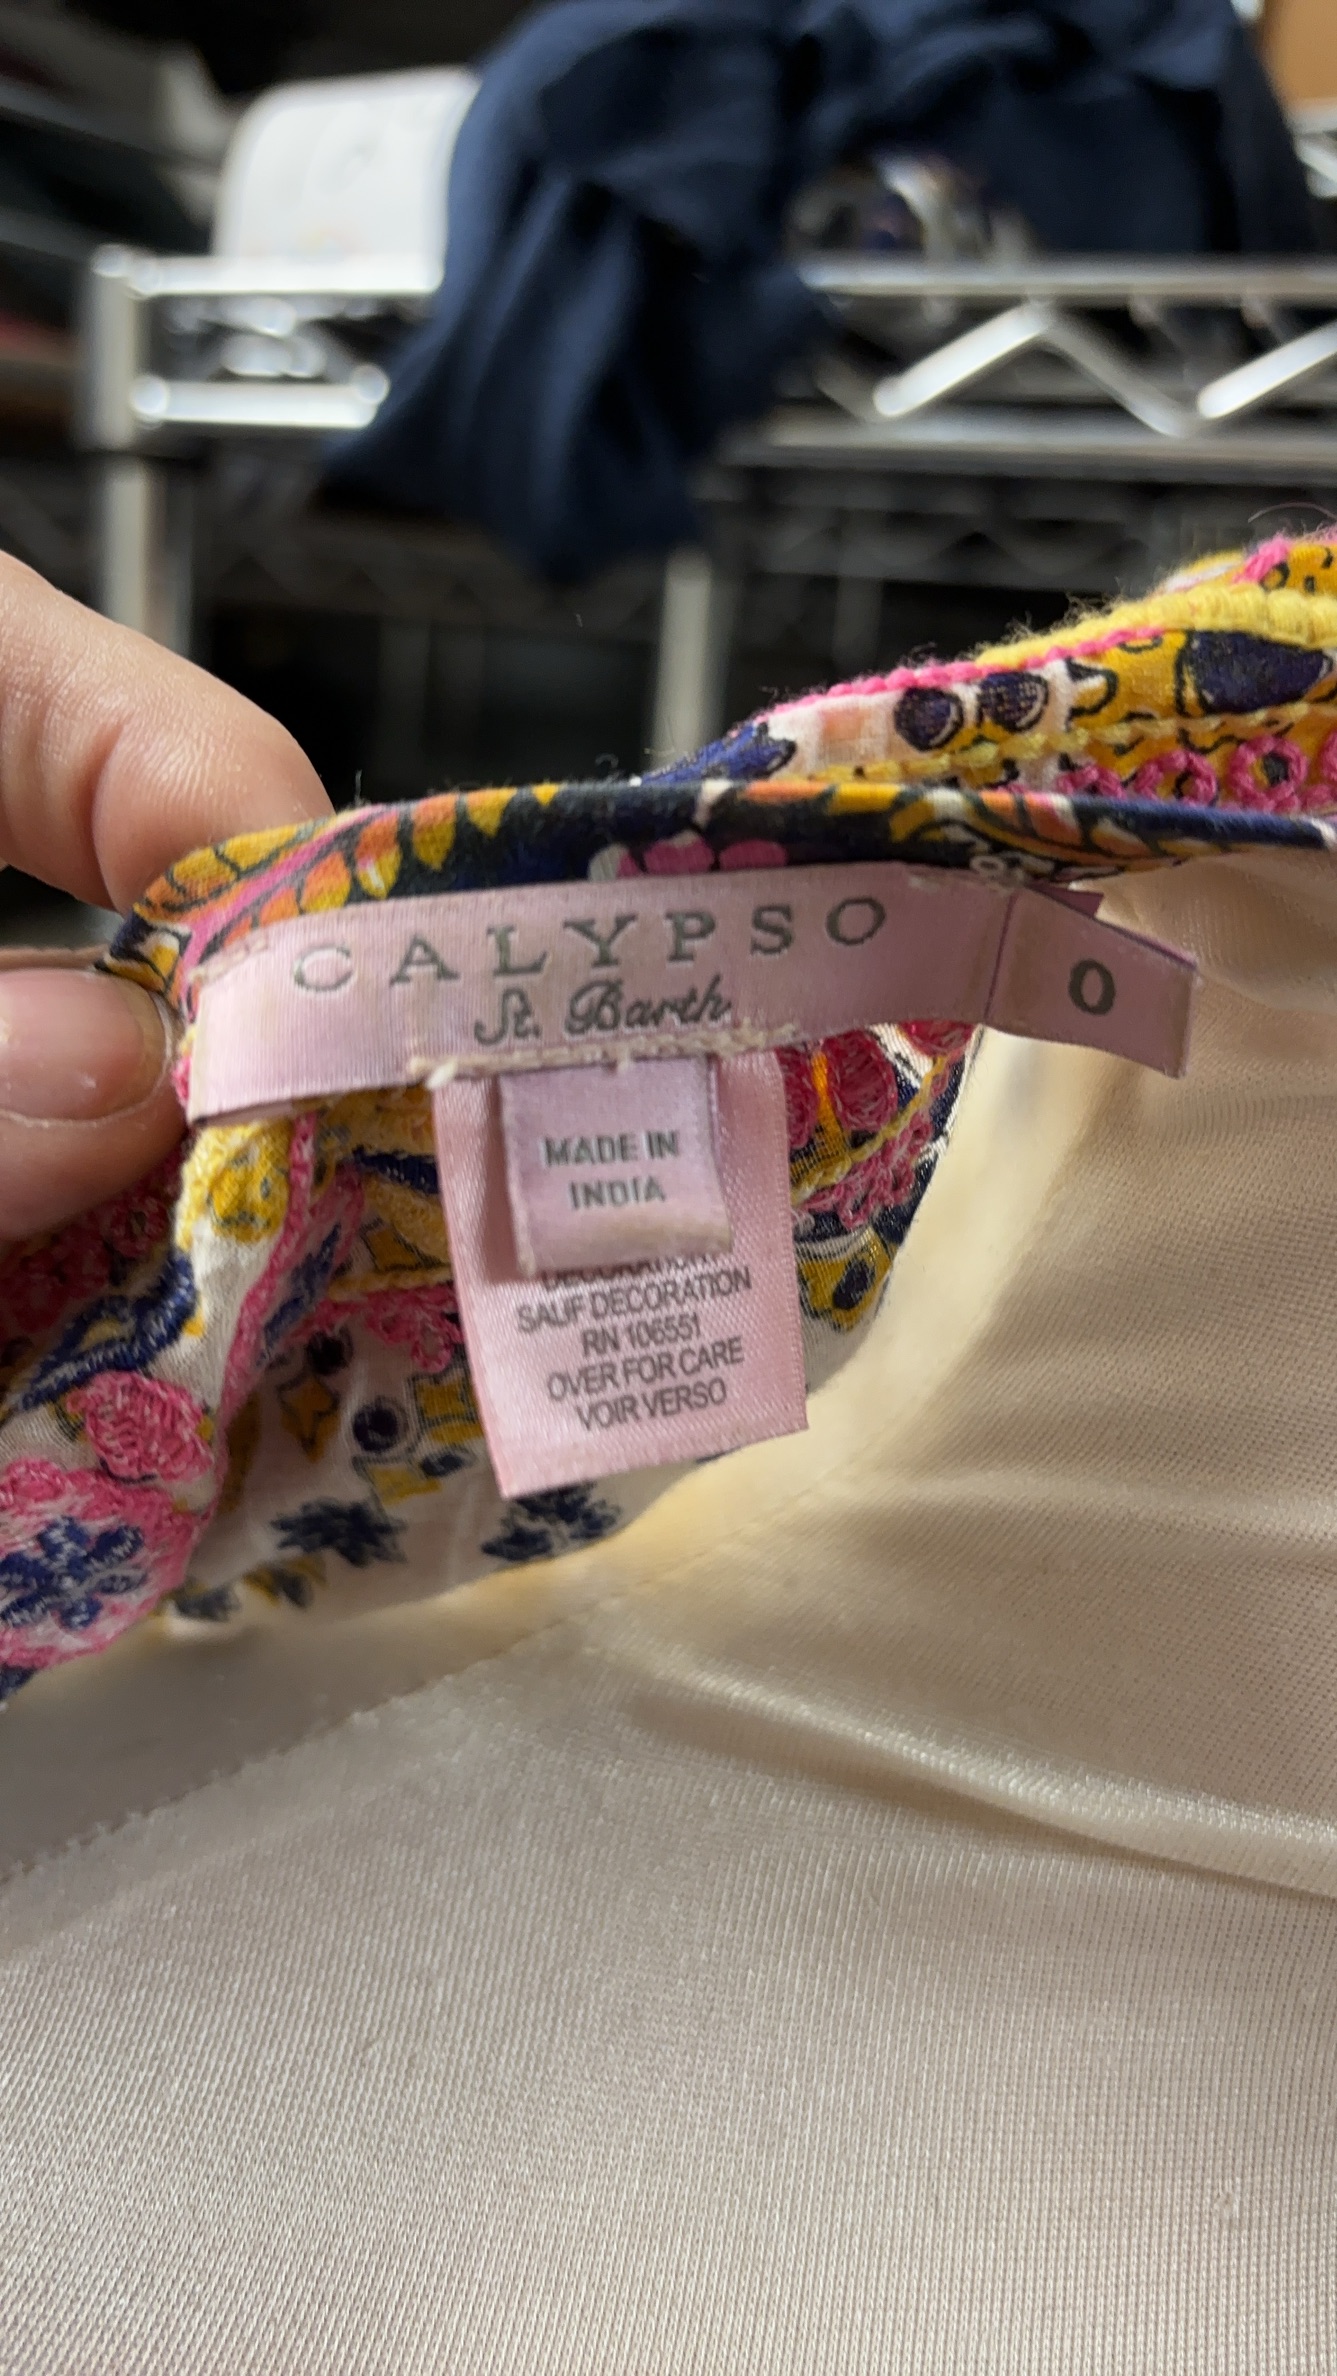 CALYPSO
St. Barth
0
MADE IN
INDIA
SAUF DECORATION
RN 106551
OVER FOR CARE
VOIR VERSO